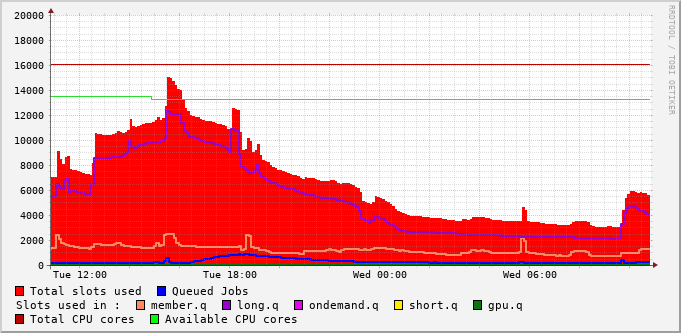 20000
18000
16000
14000
12000
10000
8000
6000
4000
2000
0
Tue 12:00 Tue 18:00 Wed 00:00 Wed 06:00
RRDTOOL / TOBI OETIKER
Total slots used Queued Jobs
Slots used in : member.q long.q ondemand.q short.q gpu.q
Total CPU cores Available CPU cores